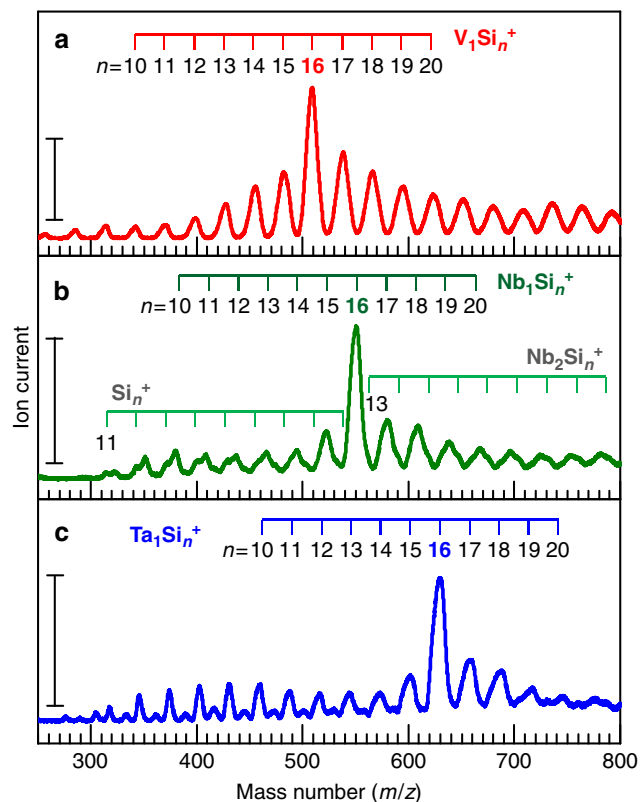 a
V₁Siₙ⁺
n=10 11 12 13 14 15 16 17 18 19 20
b
Nb₁Siₙ⁺
n=10 11 12 13 14 15 16 17 18 19 20
Siₙ⁺
Nb₂Siₙ⁺
13
11
Ion current
c
Ta₁Siₙ⁺
n=10 11 12 13 14 15 16 17 18 19 20
300 400 500 600 700 800
Mass number (m/z)